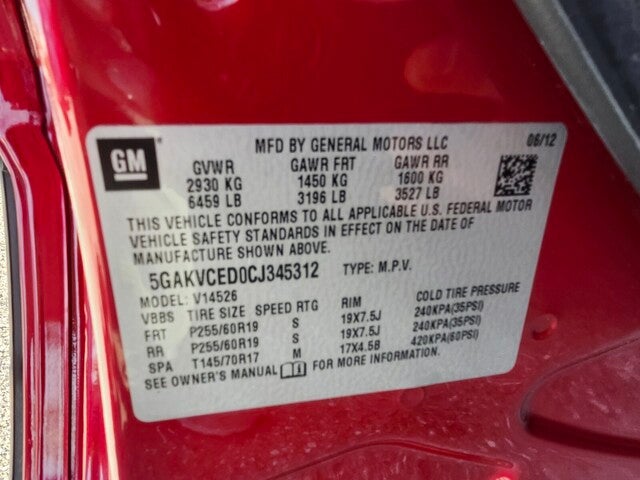 GM
MFD BY GENERAL MOTORS LLC 06/12
GVWR GAWR FRT GAWR RR
2930 KG 1450 KG 1600 KG
6459 LB 3196 LB 3527 LB
THIS VEHICLE CONFORMS TO ALL APPLICABLE U.S. FEDERAL MOTOR
VEHICLE SAFETY STANDARDS IN EFFECT ON THE DATE OF
MANUFACTURE SHOWN ABOVE.
5GAKVCED0CJ345312 TYPE: M.P.V.
MODEL: V14526
VBBS TIRE SIZE SPEED RTG RIM COLD TIRE PRESSURE
FRT P255/60R19 S 19X7.5J 240KPA(35PSI)
RR P255/60R19 S 19X7.5J 240KPA(35PSI)
SPA T145/70R17 M 17X4.5B 420KPA(60PSI)
SEE OWNER'S MANUAL FOR MORE INFORMATION.